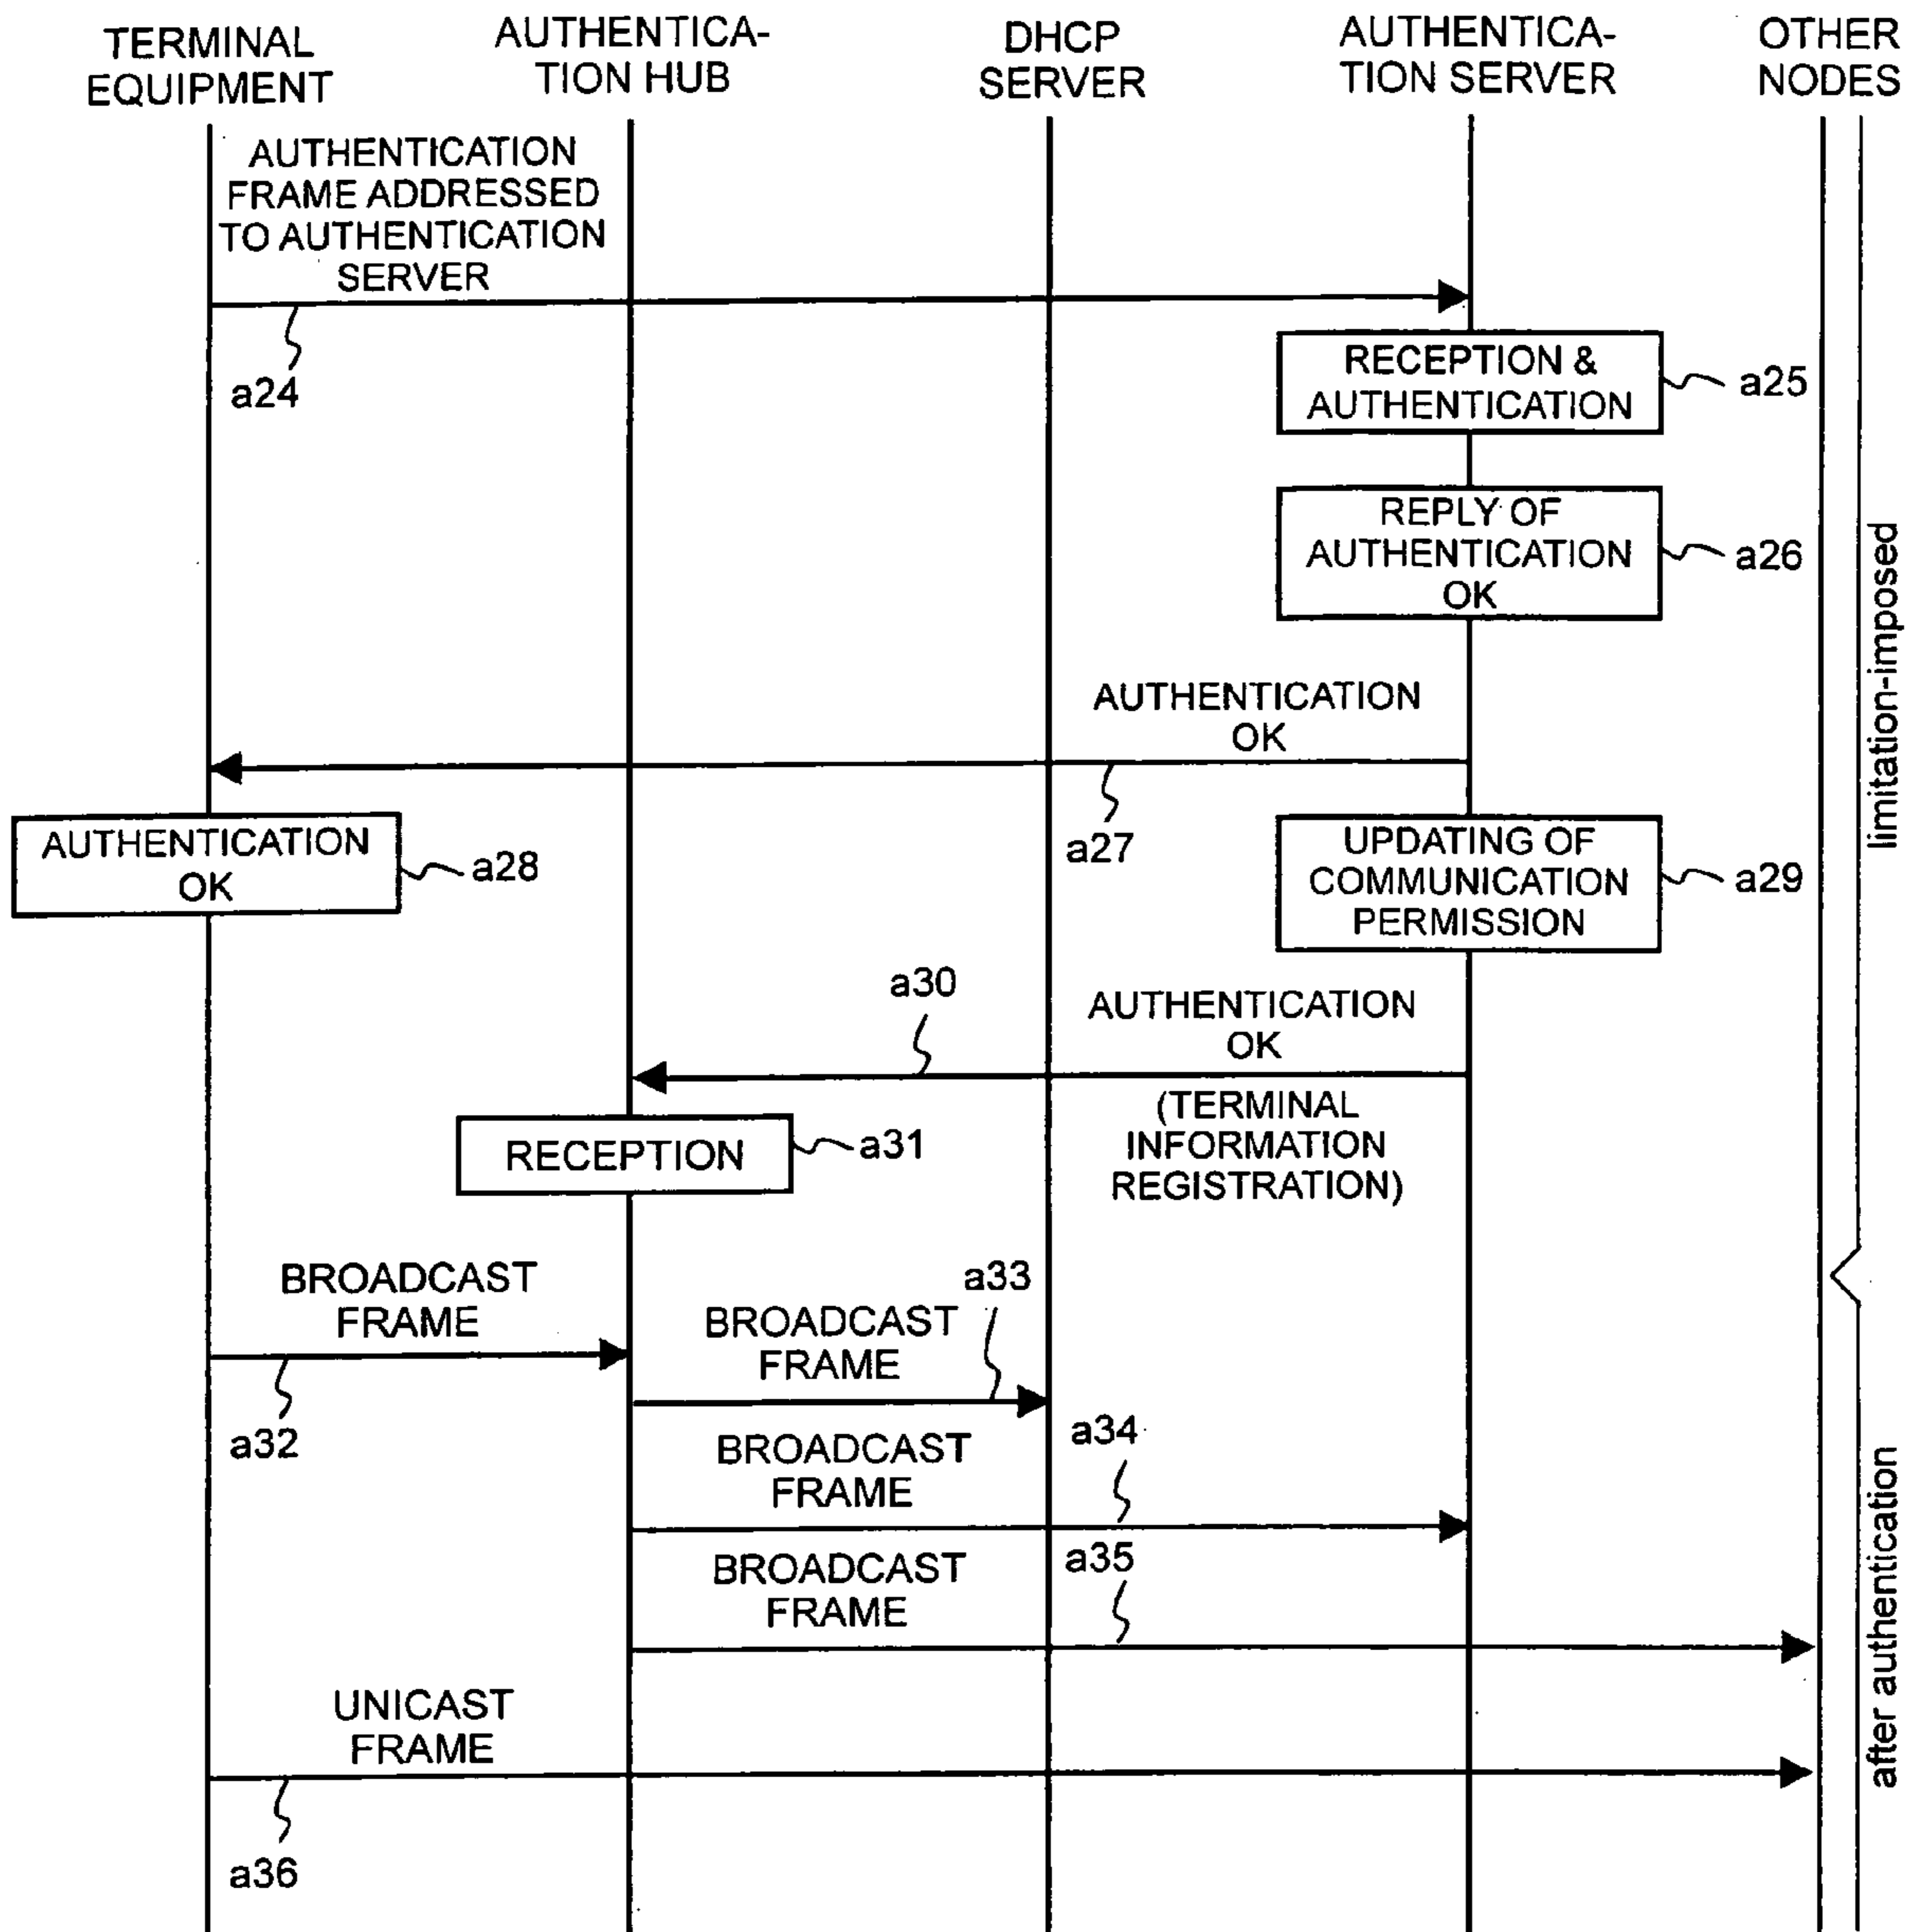 TERMINAL
EQUIPMENT
AUTHENTICA-
TION HUB
DHCP
SERVER
AUTHENTICA-
TION SERVER
OTHER
NODES
AUTHENTICATION
FRAME ADDRESSED
TO AUTHENTICATION
SERVER
a24
RECEPTION &
AUTHENTICATION
a25
REPLY OF
AUTHENTICATION
OK
a26
limitation-imposed
AUTHENTICATION
OK
a27
AUTHENTICATION
OK
a28
UPDATING OF
COMMUNICATION
PERMISSION
a29
a30
AUTHENTICATION
OK
(TERMINAL
INFORMATION
REGISTRATION)
RECEPTION
a31
BROADCAST
FRAME
a32
a33
BROADCAST
FRAME
a34
BROADCAST
FRAME
a35
BROADCAST
FRAME
after authentication
UNICAST
FRAME
a36